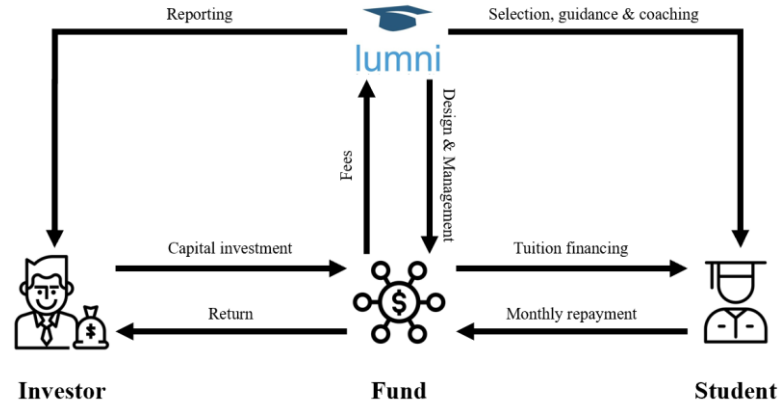 Reporting
Selection, guidance & coaching
lumni
Fees
Design & Management
Capital investment
Tuition financing
$
$
Return
Monthly repayment
Investor
Fund
Student